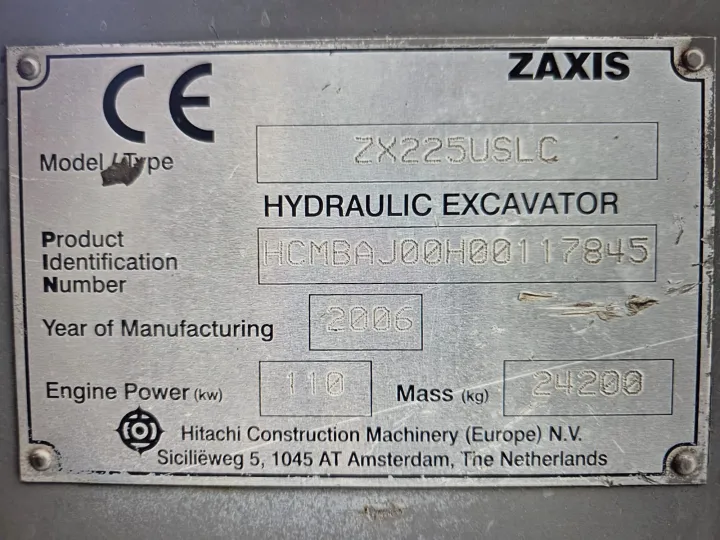 CE
ZAXIS
Model / Type ZX225USLC
HYDRAULIC EXCAVATOR
Product
Identification HCMBAJ00H00117845
Number
Year of Manufacturing 2006
Engine Power (kw) 110 Mass (kg) 24200
Hitachi Construction Machinery (Europe) N.V.
Siciliëweg 5, 1045 AT Amsterdam, The Netherlands